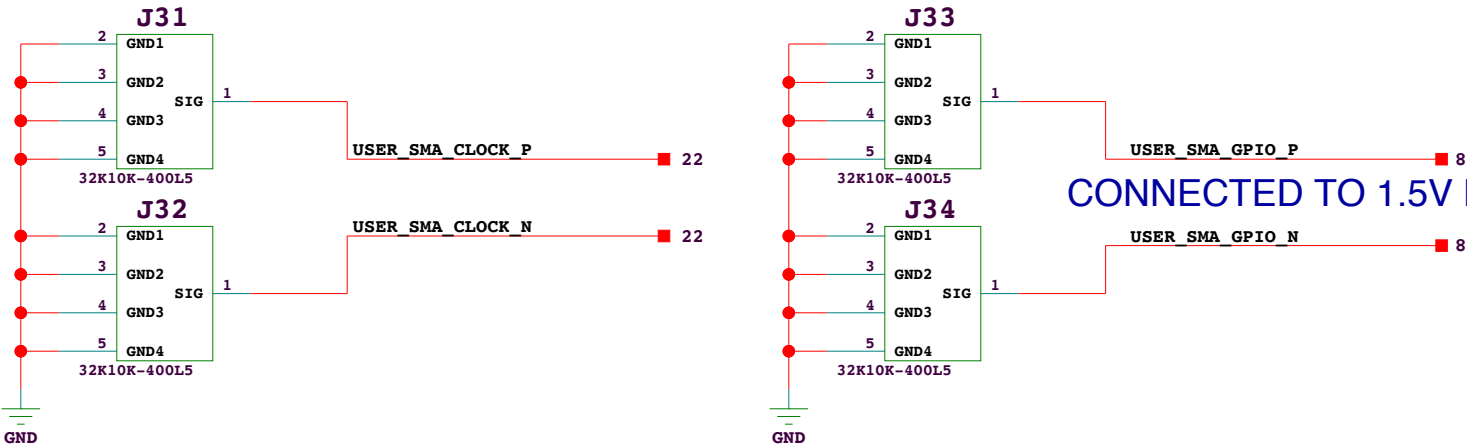 J31
2 GND1
3 GND2
SIG 1
4 GND3
5 GND4
32K10K-400L5
USER_SMA_CLOCK_P 22
J32
2 GND1
3 GND2
SIG 1
4 GND3
5 GND4
32K10K-400L5
USER_SMA_CLOCK_N 22
GND
J33
2 GND1
3 GND2
SIG 1
4 GND3
5 GND4
32K10K-400L5
USER_SMA_GPIO_P 8
CONNECTED TO 1.5V
J34
2 GND1
3 GND2
SIG 1
4 GND3
5 GND4
32K10K-400L5
USER_SMA_GPIO_N 8
GND